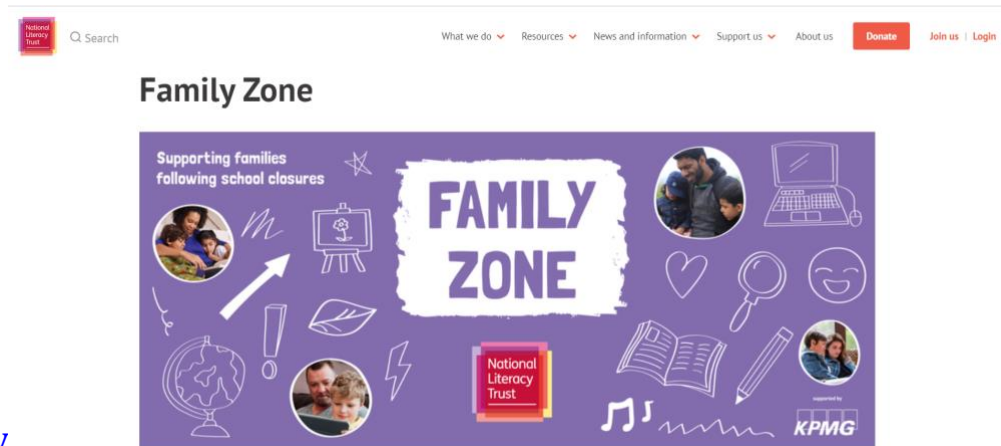 National
Literacy
Trust
Search
What we do
Resources
News and information
Support us
About us
Donate
Join us | Login
Family Zone
Supporting families
following school closures
FAMILY
ZONE
National
Literacy
Trust
supported by
KPMG